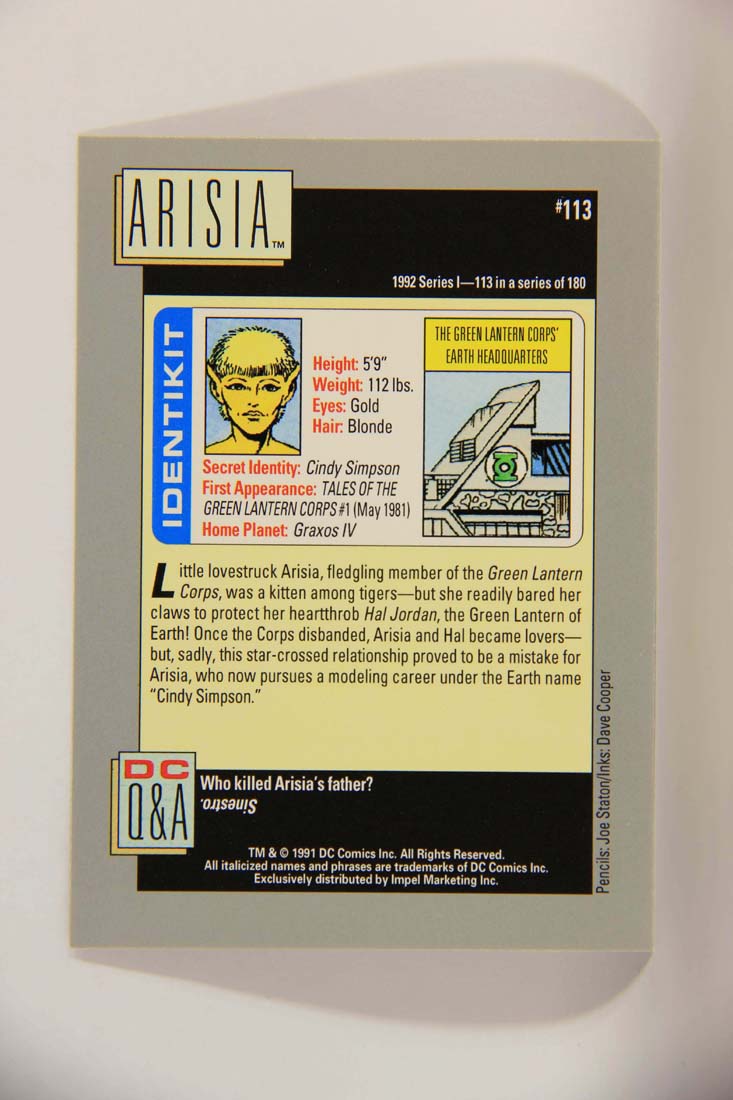 ARISIA™
#113
1992 Series I—113 in a series of 180
IDENTIKIT
Height: 5'9"
Weight: 112 lbs.
Eyes: Gold
Hair: Blonde
Secret Identity: Cindy Simpson
First Appearance: TALES OF THE
GREEN LANTERN CORPS #1 (May 1981)
Home Planet: Graxos IV
THE GREEN LANTERN CORPS'
EARTH HEADQUARTERS
Little lovestruck Arisia, fledgling member of the Green Lantern
Corps, was a kitten among tigers—but she readily bared her
claws to protect her heartthrob Hal Jordan, the Green Lantern of
Earth! Once the Corps disbanded, Arisia and Hal became lovers—
but, sadly, this star-crossed relationship proved to be a mistake for
Arisia, who now pursues a modeling career under the Earth name
"Cindy Simpson."
DC
Q&A
Who killed Arisia's father?
Sinestro.
TM & © 1991 DC Comics Inc. All Rights Reserved.
All italicized names and phrases are trademarks of DC Comics Inc.
Exclusively distributed by Impel Marketing Inc.
Pencils: Joe Staton/Inks: Dave Cooper